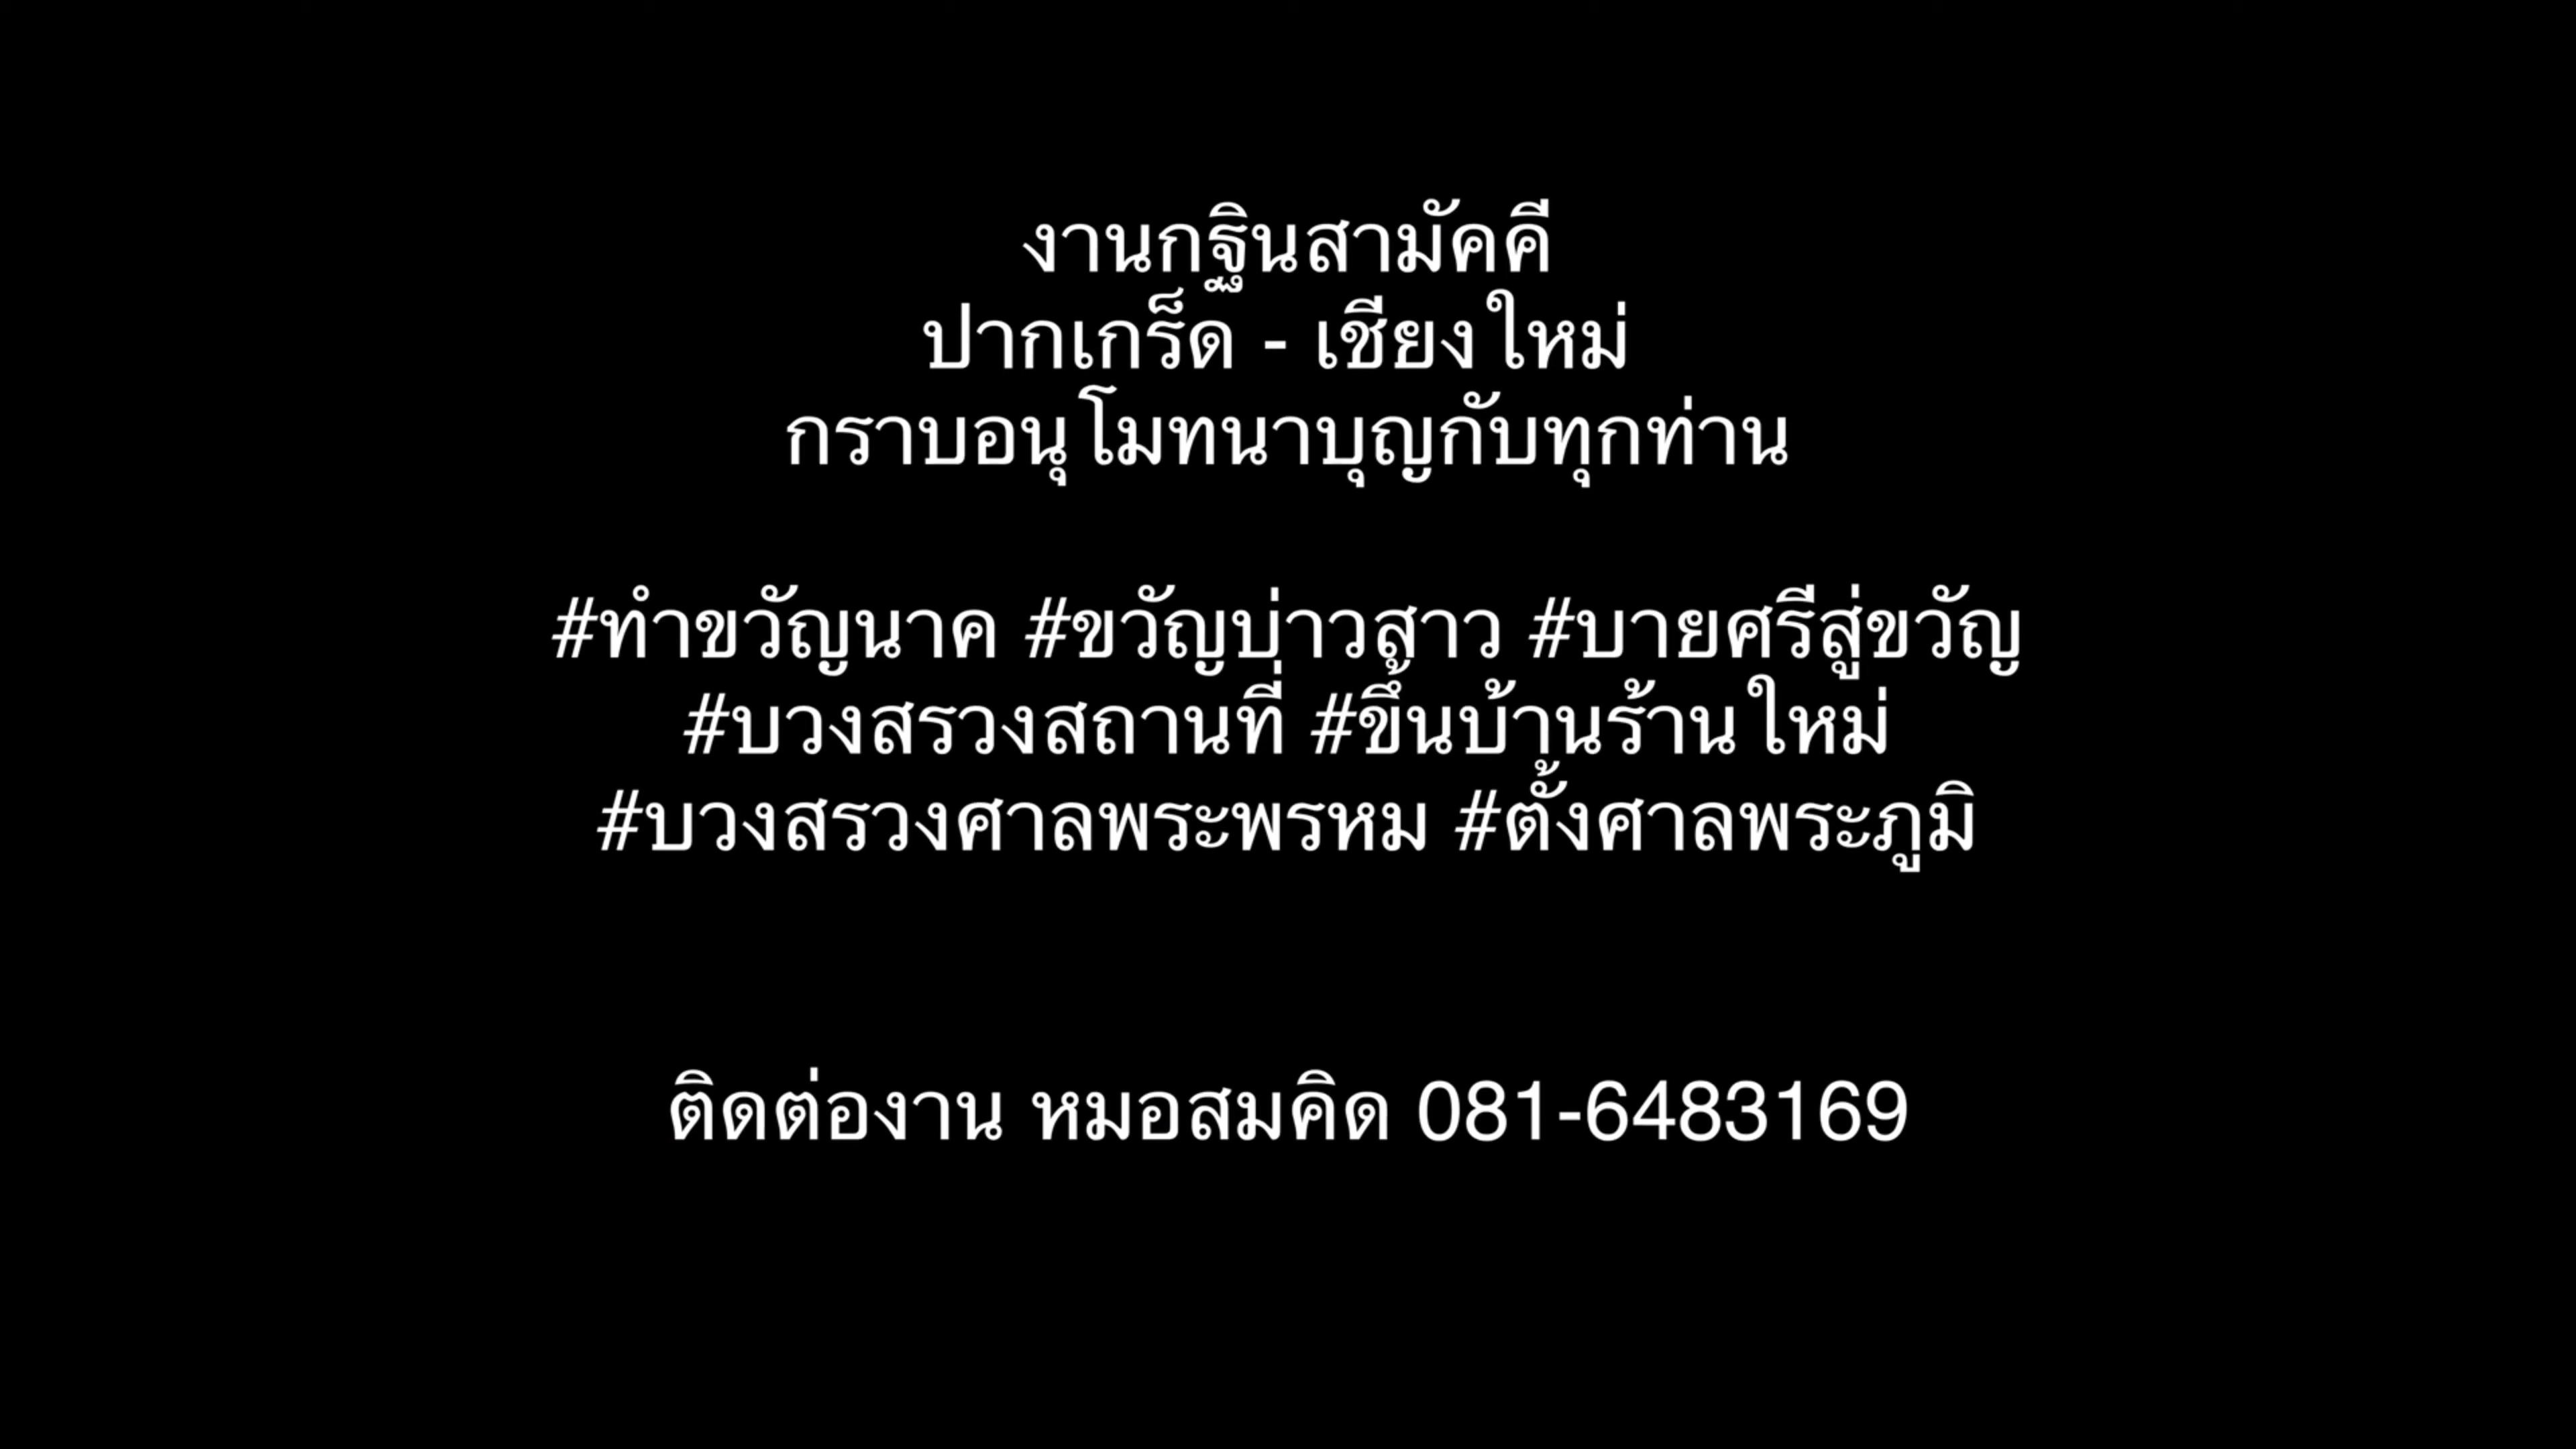 งานกฐินสามัคคี
ปากเกร็ด - เชียงใหม่
กราบอนุโมทนาบุญกับทุกท่าน
#ทำขวัญนาค #ขวัญบ่าวสาว #บายศรีสู่ขวัญ
#บวงสรวงสถานที่ #ขึ้นบ้านร้านใหม่
#บวงสรวงศาลพระพรหม #ตั้งศาลพระภูมิ
ติดต่องาน หมอสมคิด 081-6483169